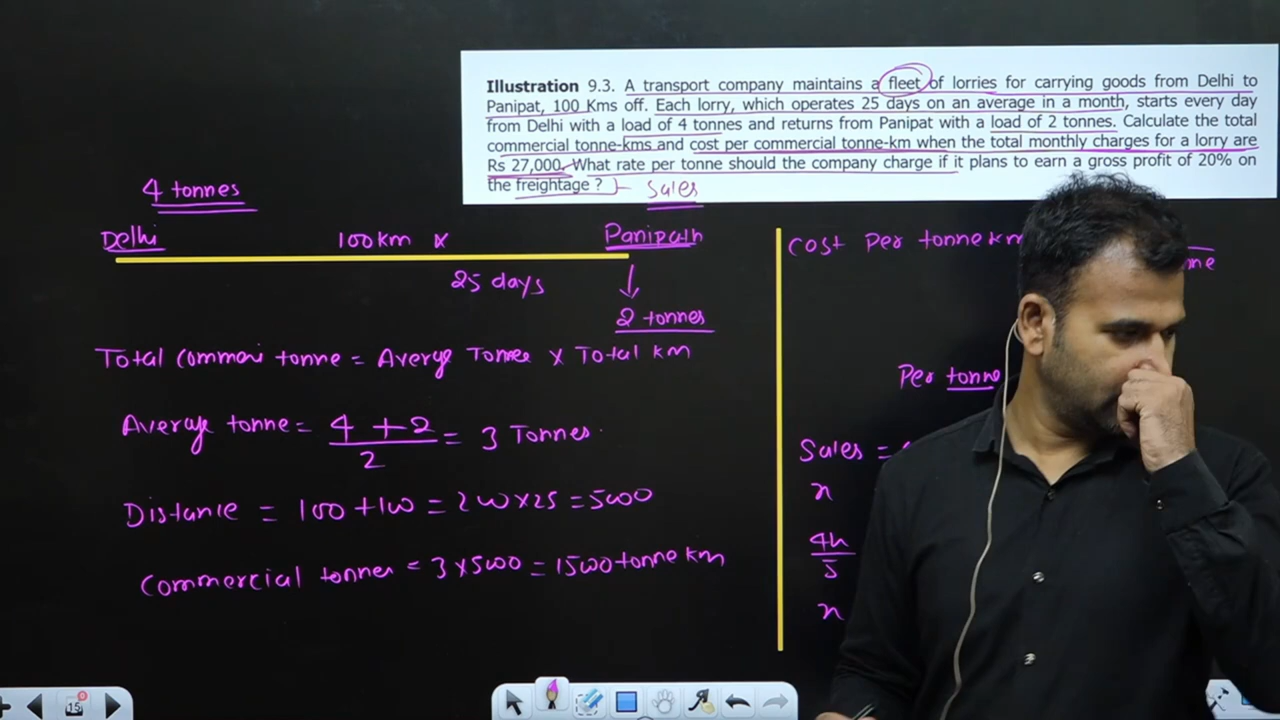 Illustration 9.3. A transport company maintains a fleet of lorries for carrying goods from Delhi to
Panipat, 100 Kms off. Each lorry, which operates 25 days on an average in a month, starts every day
from Delhi with a load of 4 tonnes and returns from Panipat with a load of 2 tonnes. Calculate the total
commercial tonne-kms and cost per commercial tonne-km when the total monthly charges for a lorry are
Rs 27,000. What rate per tonne should the company charge if it plans to earn a gross profit of 20% on
the freightage ? Sales
4 tonnes
Delhi 100km x Panipath
25 days
2 tonnes
Total Commari tonne = Averge Tonne x Total km
Averege tonne = 4 + 2 / 2 = 3 Tonnes
Distance = 100 + 100 = 200 x 25 = 5000
Commercial tonner = 3 x 5000 = 15000 tonne km
Cost Per tonne km
Per tonne
Sales =
x
4x / 5
x
15